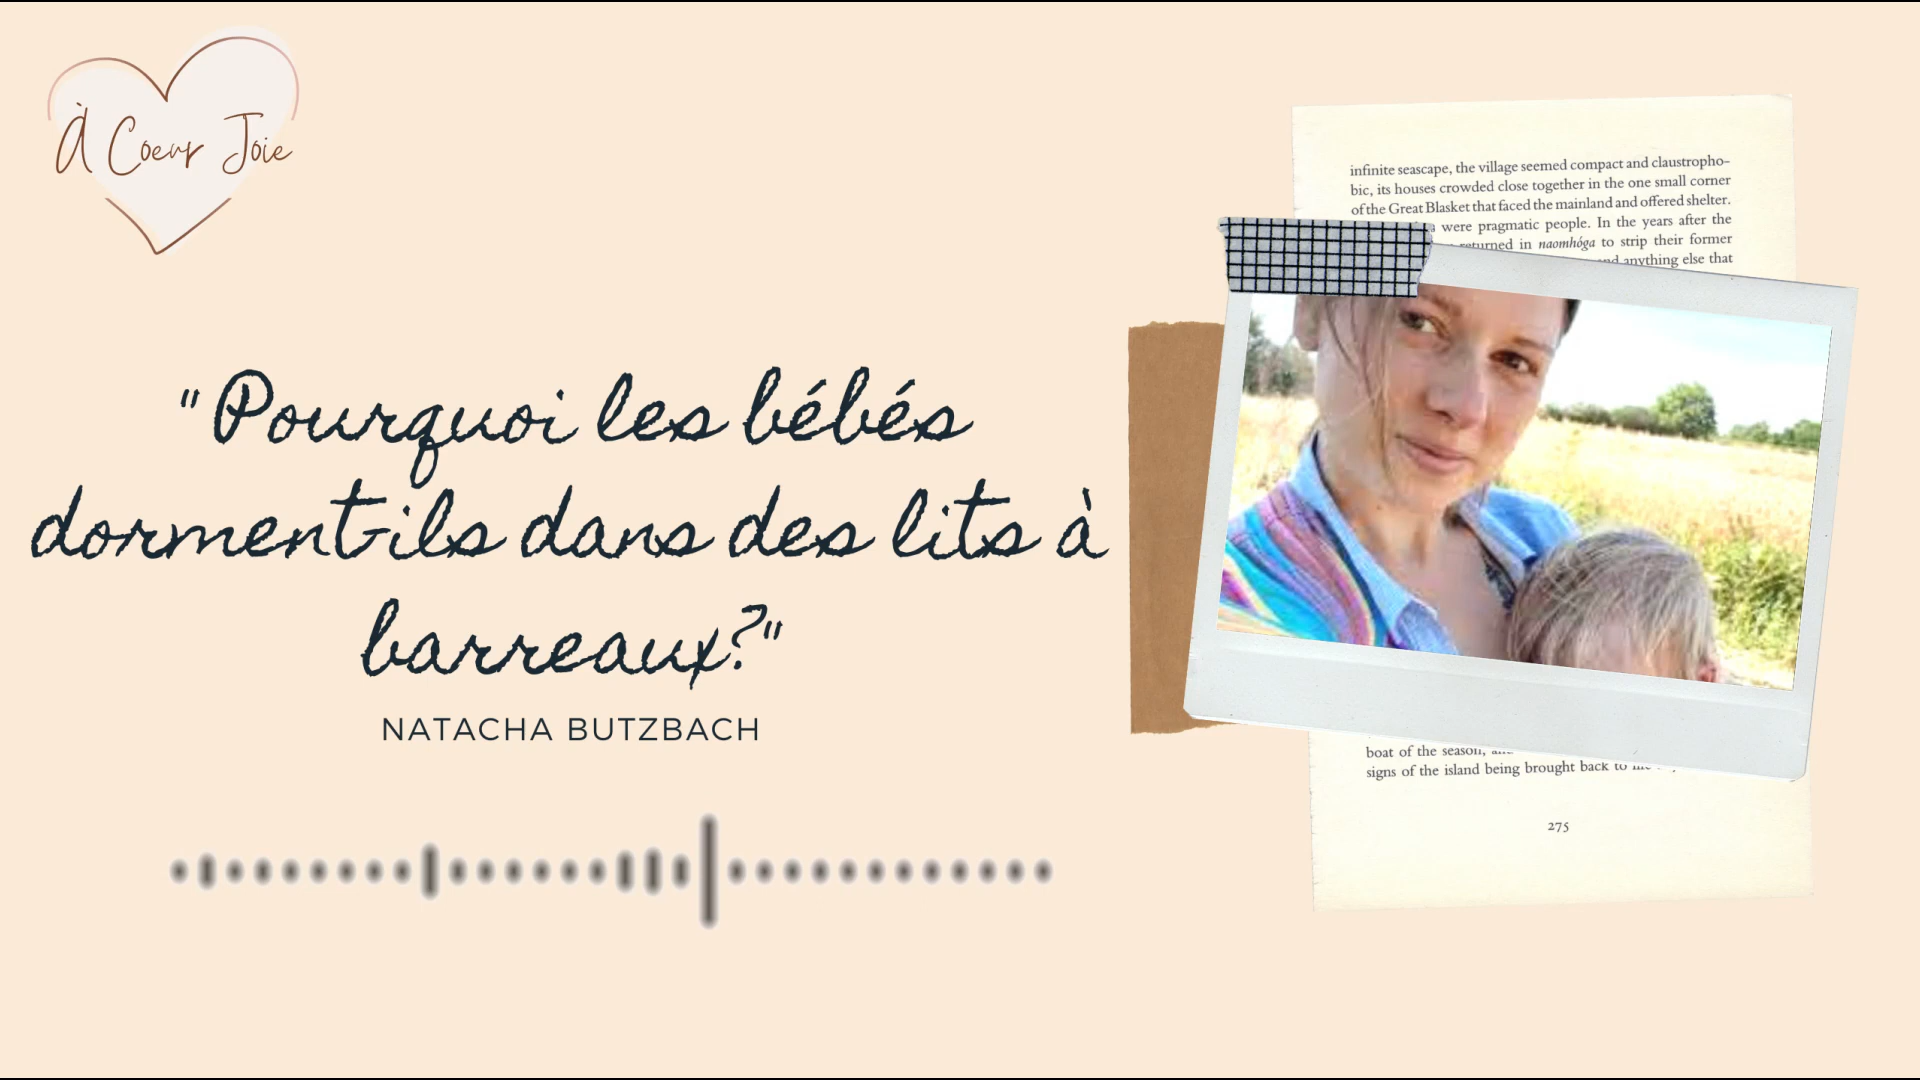 À Coeur Joie
"Pourquoi les bébés
dorment-ils dans des lits à
barreaux?"
NATACHA BUTZBACH
infinite seascape, the village seemed compact and claustropho-
bic, its houses crowded close together in the one small corner
of the Great Blasket that faced the mainland and offered shelter.
were pragmatic people. In the years after the
returned in naomhóga to strip their former
anything else that
boat of the season,
signs of the island being brought back to
275